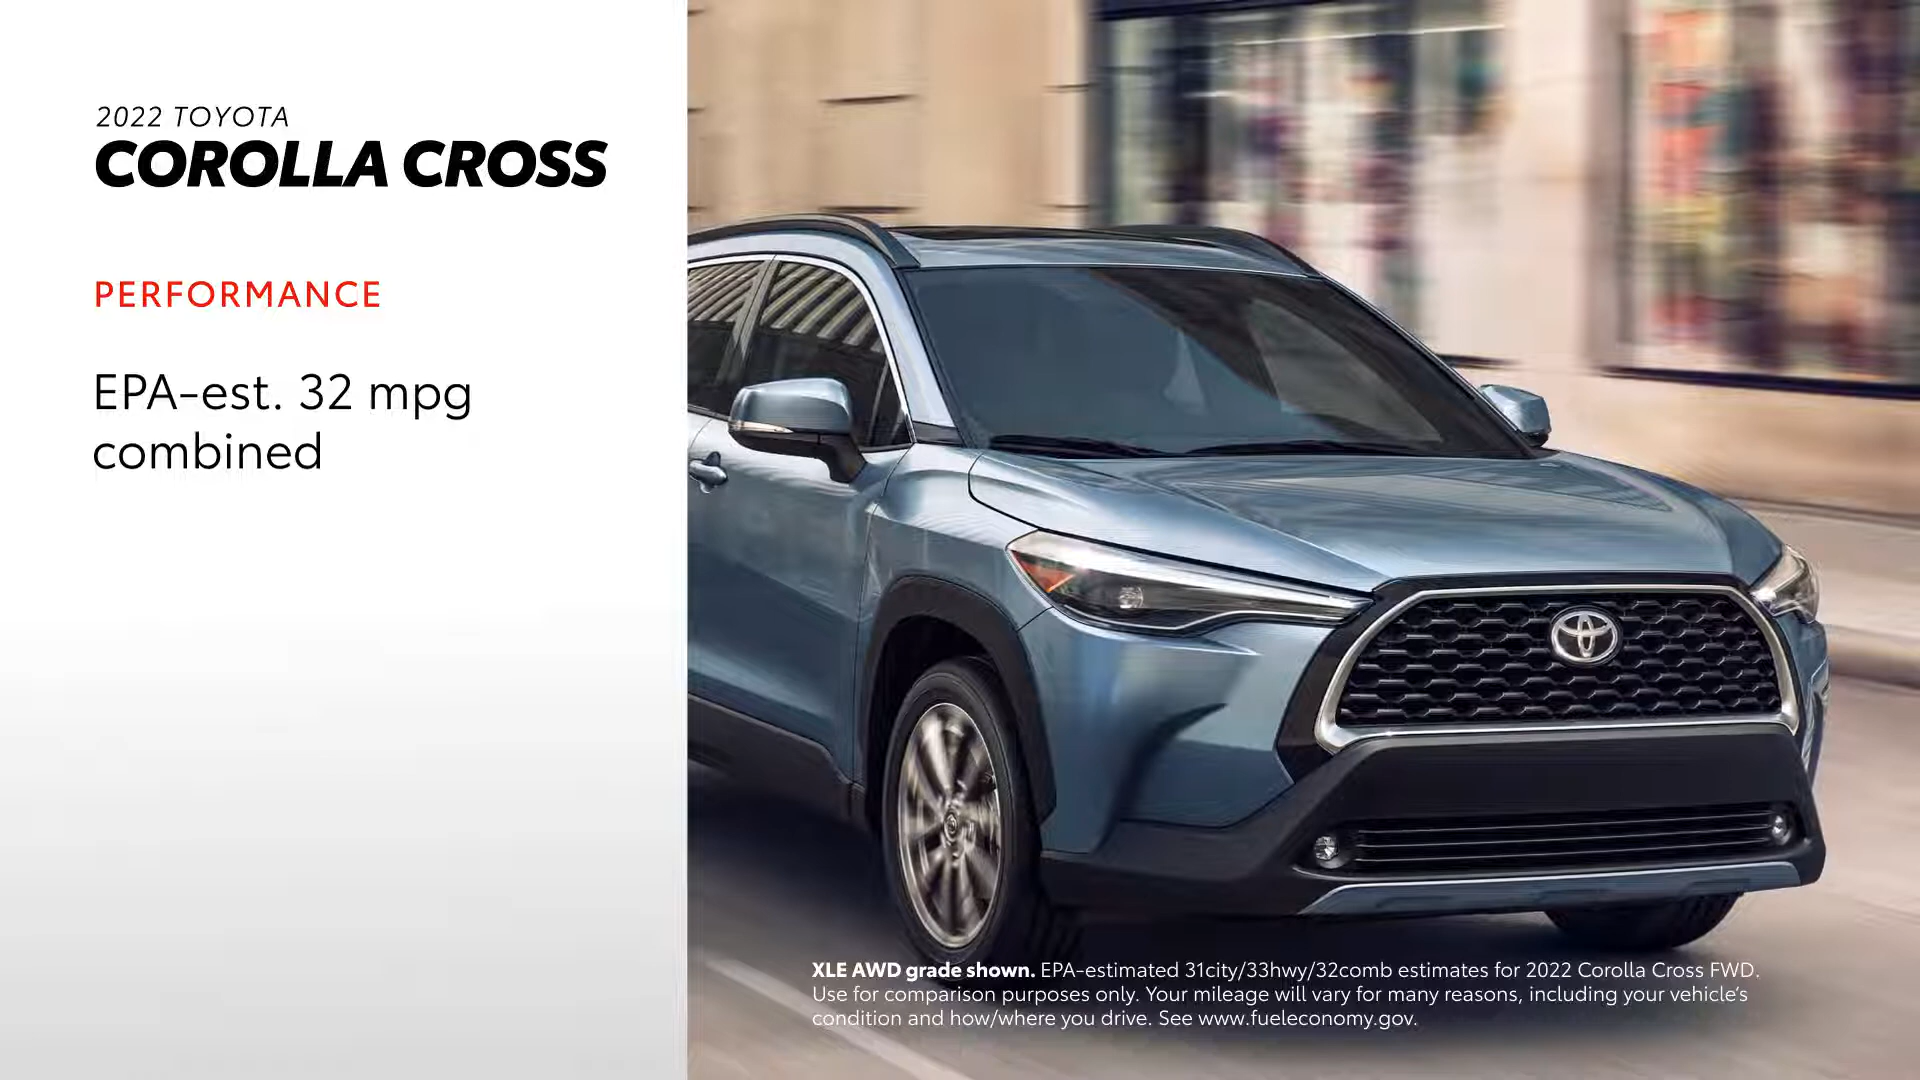 2022 TOYOTA
COROLLA CROSS
PERFORMANCE
EPA-est. 32 mpg
combined
XLE AWD grade shown. EPA-estimated 31city/33hwy/32comb estimates for 2022 Corolla Cross FWD.
Use for comparison purposes only. Your mileage will vary for many reasons, including your vehicle's
condition and how/where you drive. See www.fueleconomy.gov.